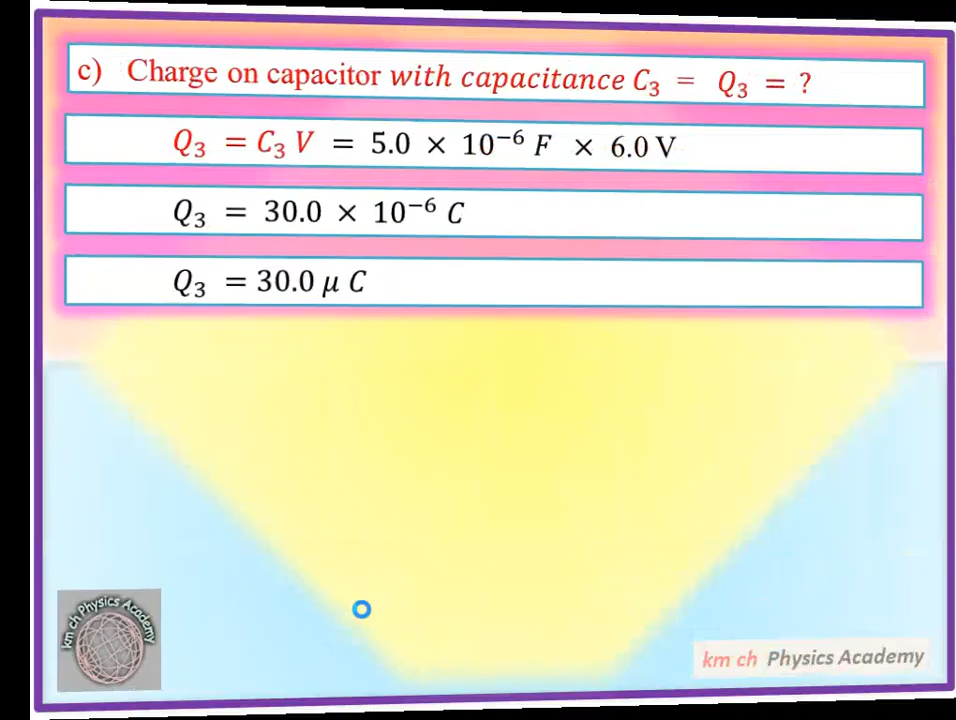 c) Charge on capacitor with capacitance C₃ = Q₃ = ?
Q₃ = C₃ V = 5.0 × 10⁻⁶ F × 6.0 V
Q₃ = 30.0 × 10⁻⁶ C
Q₃ = 30.0 μ C
km ch Physics Academy
km ch Physics Academy